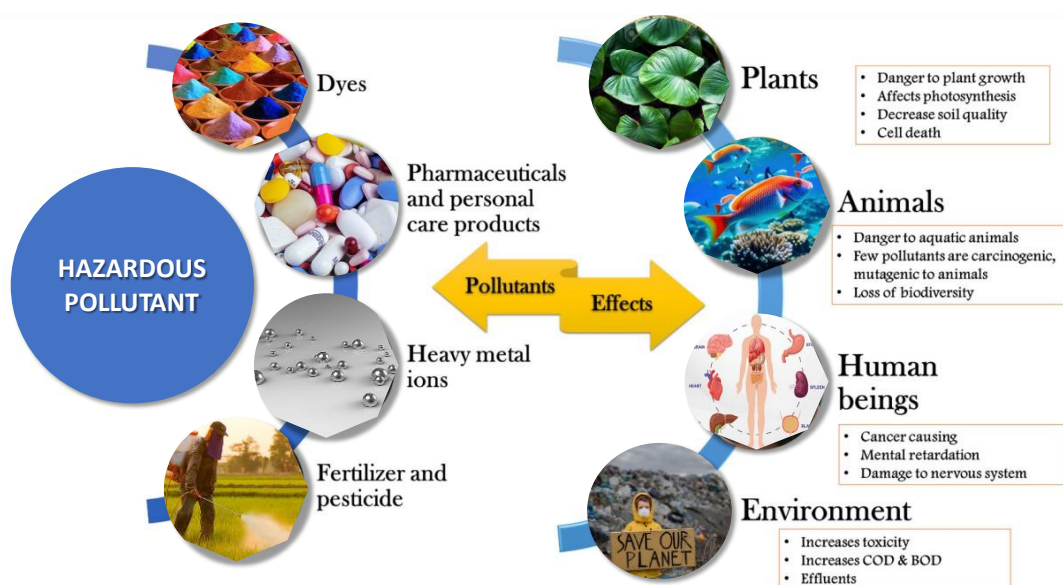 HAZARDOUS
POLLUTANT
Dyes
Pharmaceuticals
and personal
care products
Heavy metal
ions
Fertilizer and
pesticide
Pollutants
Effects
Plants
• Danger to plant growth
• Affects photosynthesis
• Decrease soil quality
• Cell death
Animals
• Danger to aquatic animals
• Few pollutants are carcinogenic,
mutagenic to animals
• Loss of biodiversity
HEART
SPLEEN
Human
beings
• Cancer causing
• Mental retardation
• Damage to nervous system
SAVE OUR
PLANET
Environment
• Increases toxicity
• Increases COD & BOD
• Effluents